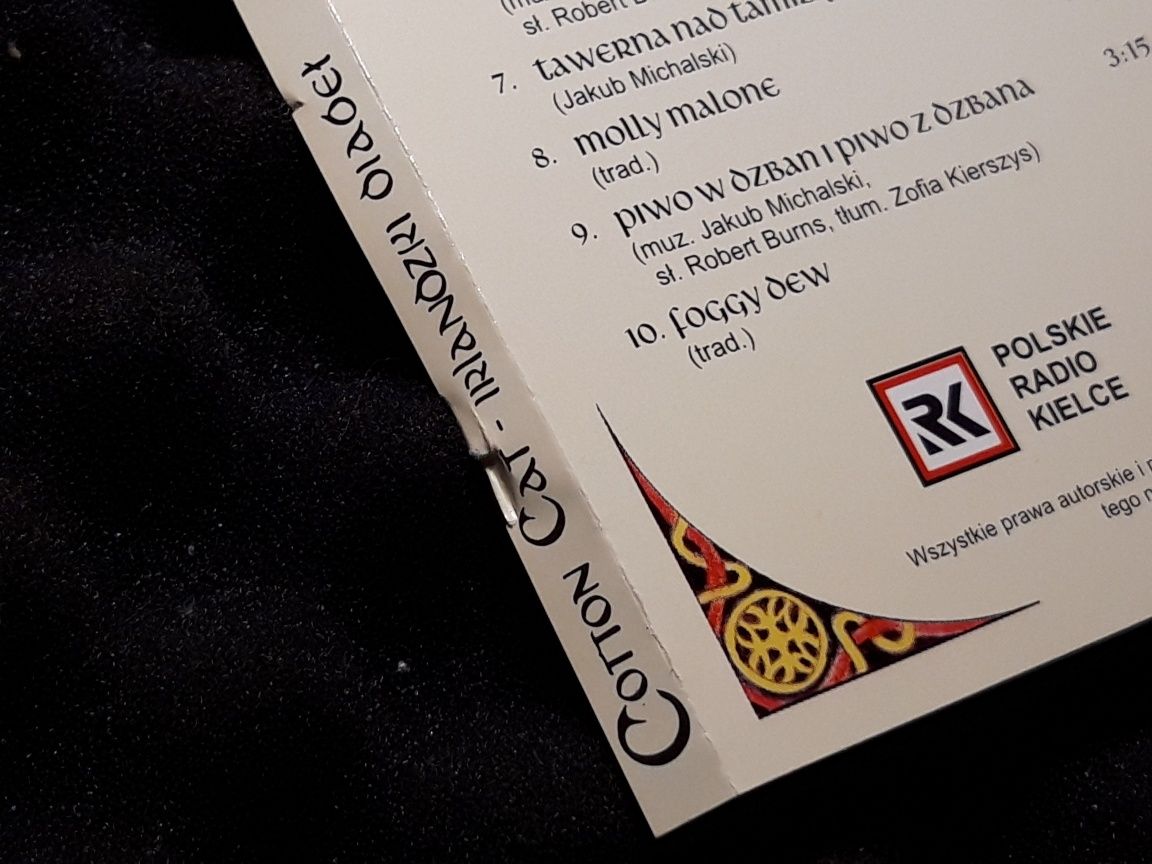 sł. Robert
7. tawerna nad
(Jakub Michalski)
8. molly malone
(trad.)
3:15
9. piwo w dzban i piwo z dzbana
(muz. Jakub Michalski,
sł. Robert Burns, tłum. Zofia Kierszys)
10. foggy dew
(trad.)
RK
POLSKIE
RADIO
KIELCE
Wszystkie prawa autorskie i
tego
Cotton Cat - irlandzki diabeł